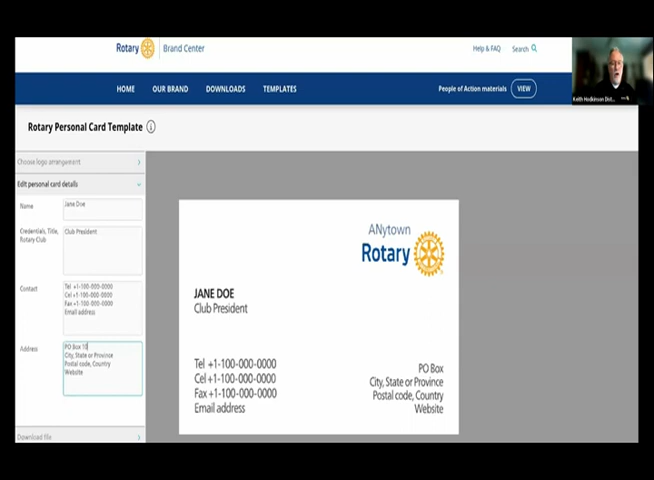 Rotary Brand Center
Help & FAQ Search
HOME OUR BRAND DOWNLOADS TEMPLATES
People of Action materials VIEW
Rotary Personal Card Template
Choose logo arrangement
Edit personal card details
Name
Jane Doe
Credentials, Title,
Rotary Club
Club President
Contact
Tel +1-100-000-0000
Cel +1-100-000-0000
Fax +1-100-000-0000
Email address
Address
PO Box 10
City, State or Province
Postal code, Country
Website
Download file
ANytown
Rotary
JANE DOE
Club President
Tel +1-100-000-0000
Cel +1-100-000-0000
Fax +1-100-000-0000
Email address
PO Box
City, State or Province
Postal code, Country
Website
Keith Hodkinson